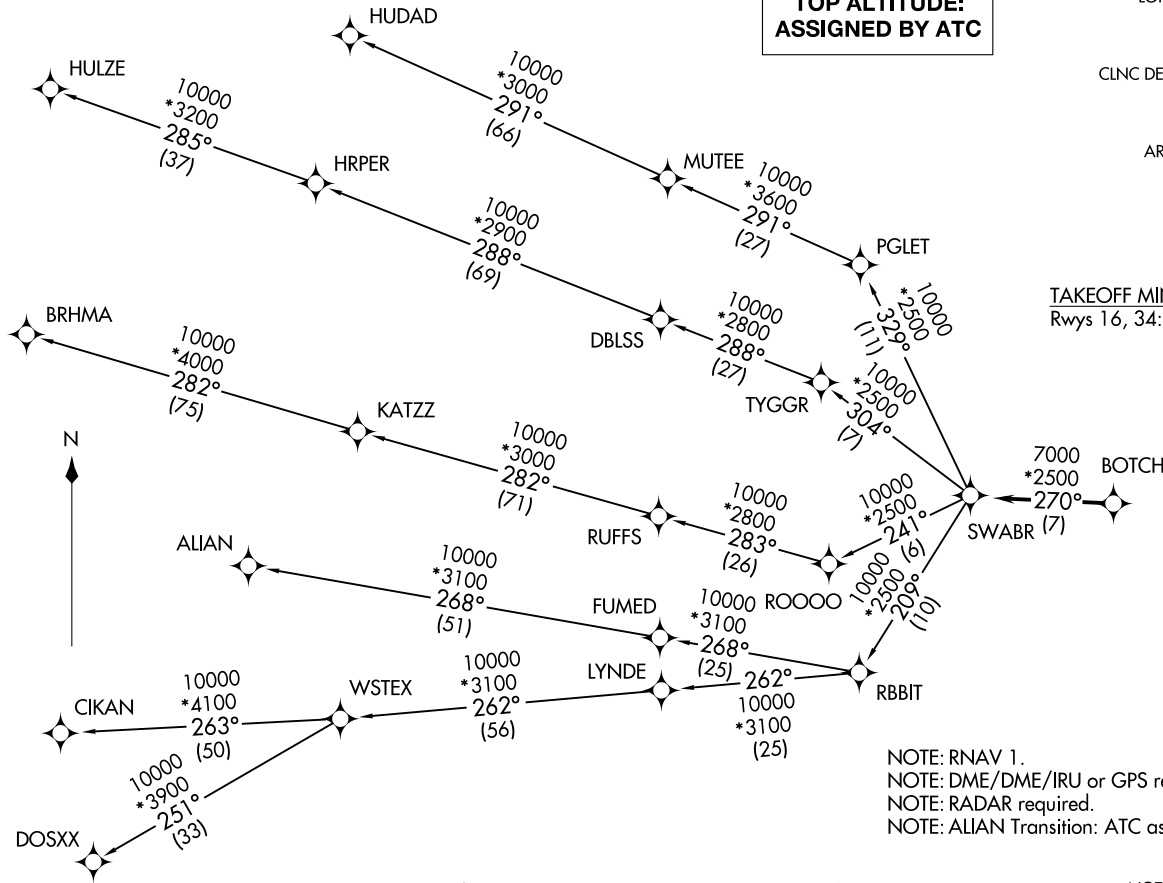 TOP ALTITUDE:
ASSIGNED BY ATC
HUDAD
HULZE
10000
*3000
291°
(66)
CLNC DE
10000
*3200
285°
(37)
HRPER
MUTEE
AR
10000
*3600
291°
(27)
PGLET
10000
*2900
288°
(69)
10000
*2500
329°
(11)
TAKEOFF MIN
Rwys 16, 34:
BRHMA
DBLSS
10000
*2800
288°
(27)
10000
*4000
282°
(75)
TYGGR
10000
*2500
304°
(7)
KATZZ
N
10000
*3000
282°
(71)
7000
*2500
270°
(7)
BOTCH
SWABR
10000
*2500
241°
(6)
RUFFS
10000
*2800
283°
(26)
ROOOO
10000
*2500
209°
(10)
ALIAN
10000
*3100
268°
(51)
FUMED
10000
*3100
268°
(25)
RBBIT
LYNDE
262°
10000
*3100
(25)
WSTEX
10000
*3100
262°
(56)
CIKAN
10000
*4100
263°
(50)
10000
*3900
251°
(33)
DOSXX
NOTE: RNAV 1.
NOTE: DME/DME/IRU or GPS re
NOTE: RADAR required.
NOTE: ALIAN Transition: ATC as